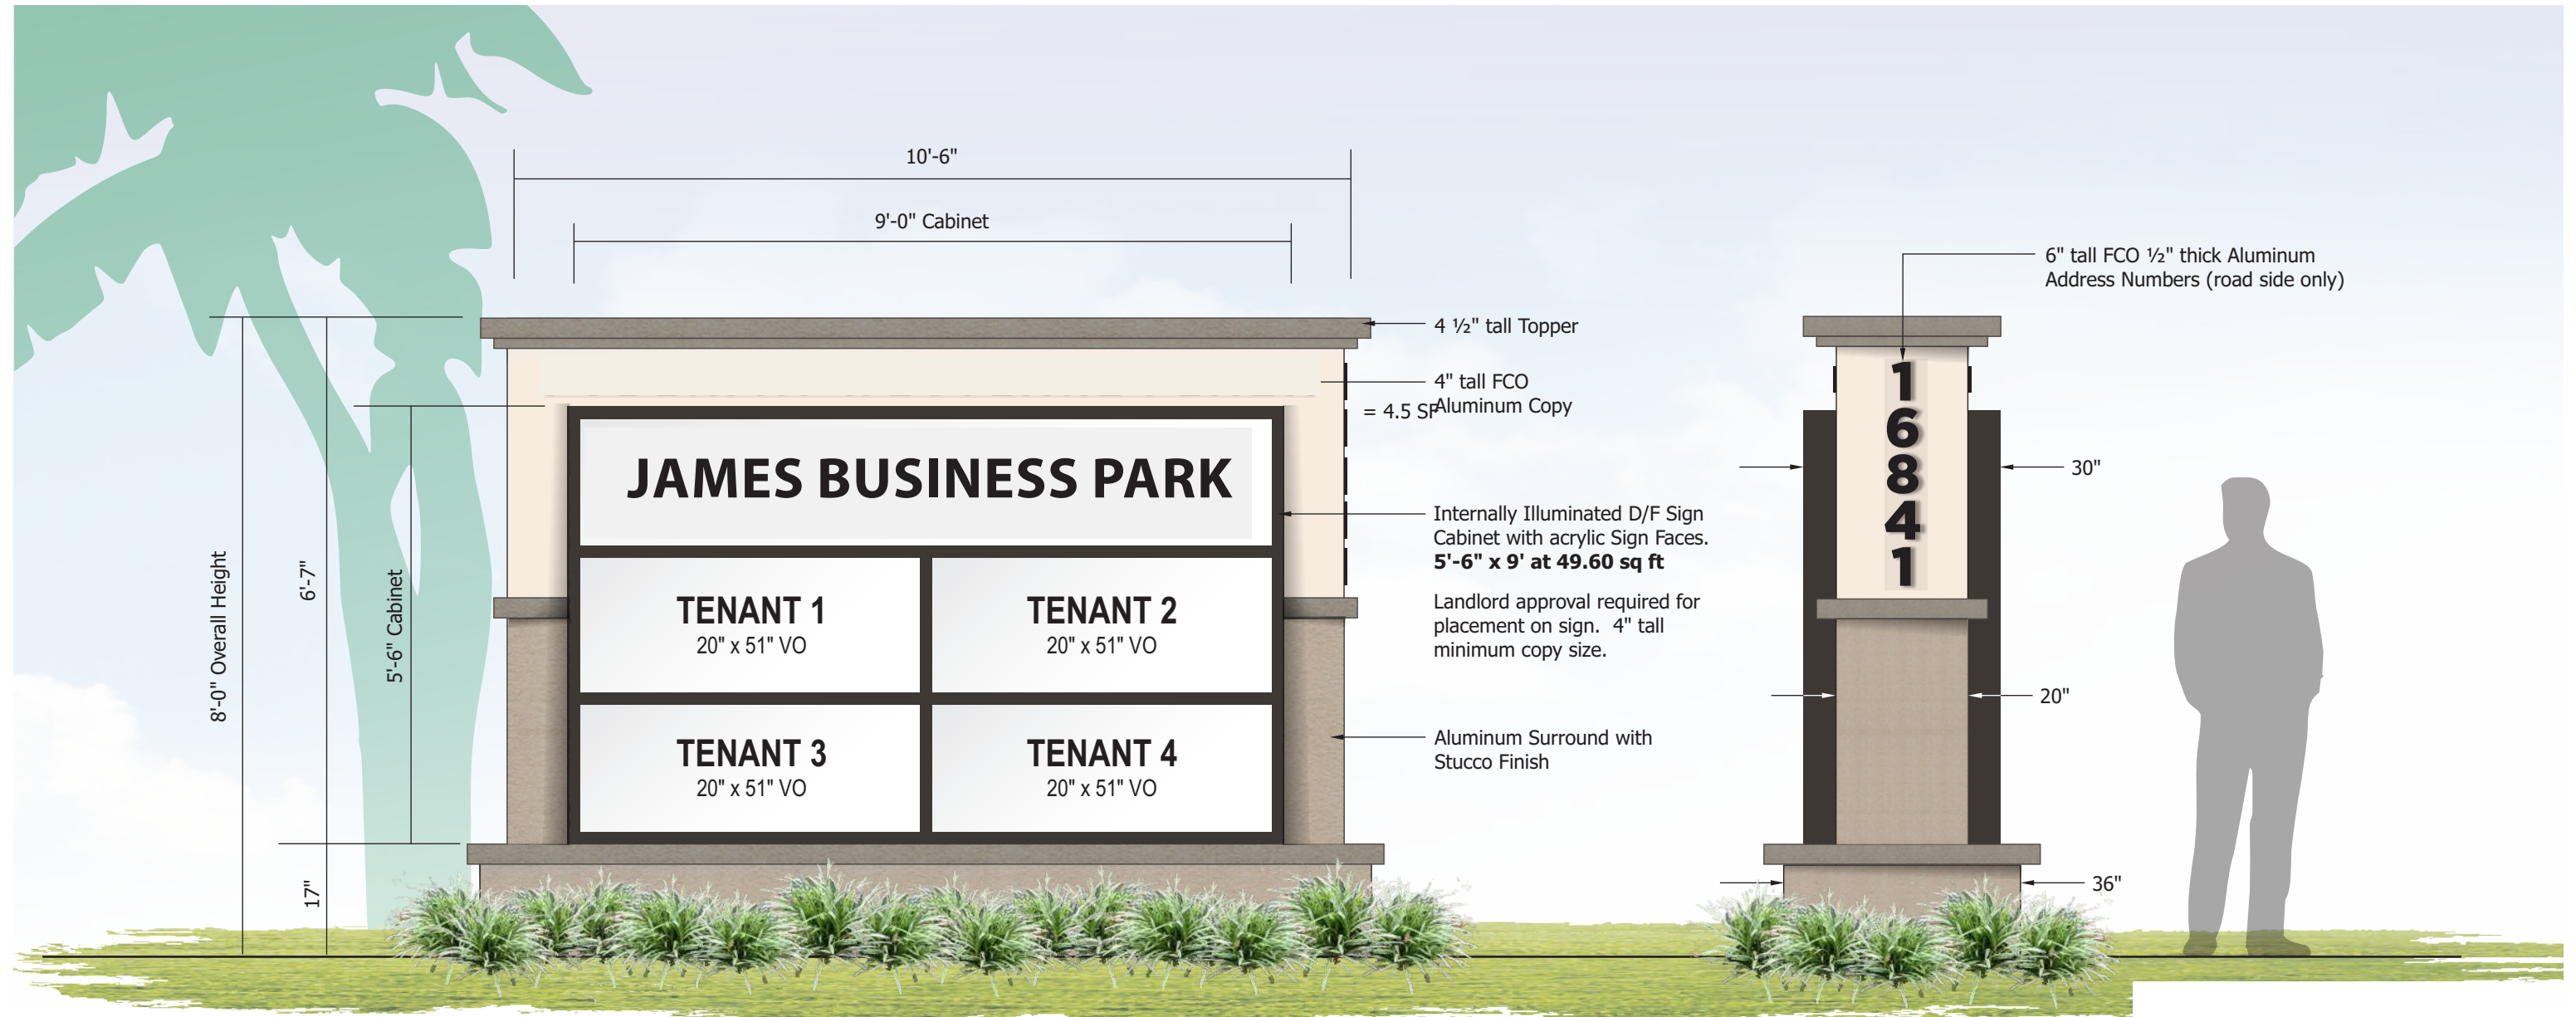 10'-6"
9'-0" Cabinet
6" tall FCO ½" thick Aluminum
Address Numbers (road side only)
4 ½" tall Topper
4" tall FCO
Aluminum Copy
= 4.5 SF
JAMES BUSINESS PARK
Internally Illuminated D/F Sign
Cabinet with acrylic Sign Faces.
5'-6" x 9' at 49.60 sq ft
Landlord approval required for
placement on sign. 4" tall
minimum copy size.
TENANT 1
20" x 51" VO
TENANT 2
20" x 51" VO
TENANT 3
20" x 51" VO
TENANT 4
20" x 51" VO
Aluminum Surround with
Stucco Finish
8'-0" Overall Height
6'-7"
5'-6" Cabinet
17"
1
6
8
4
1
30"
20"
36"